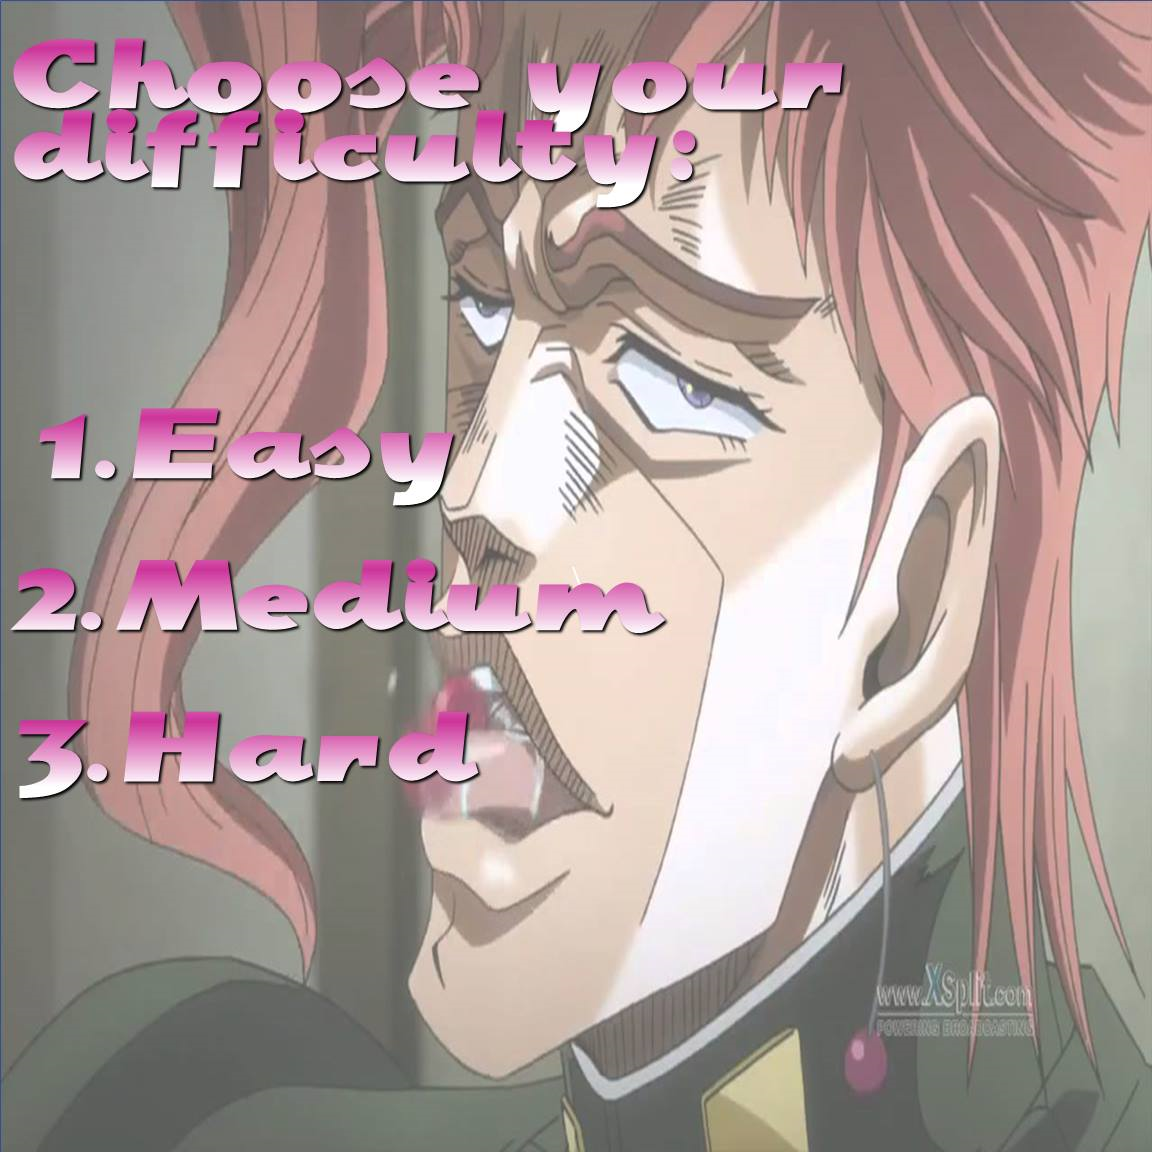 Choose your
difficulty:
1. Easy
2. Medium
3. Hard
www.XSplit.com
POWERING BROADCASTING